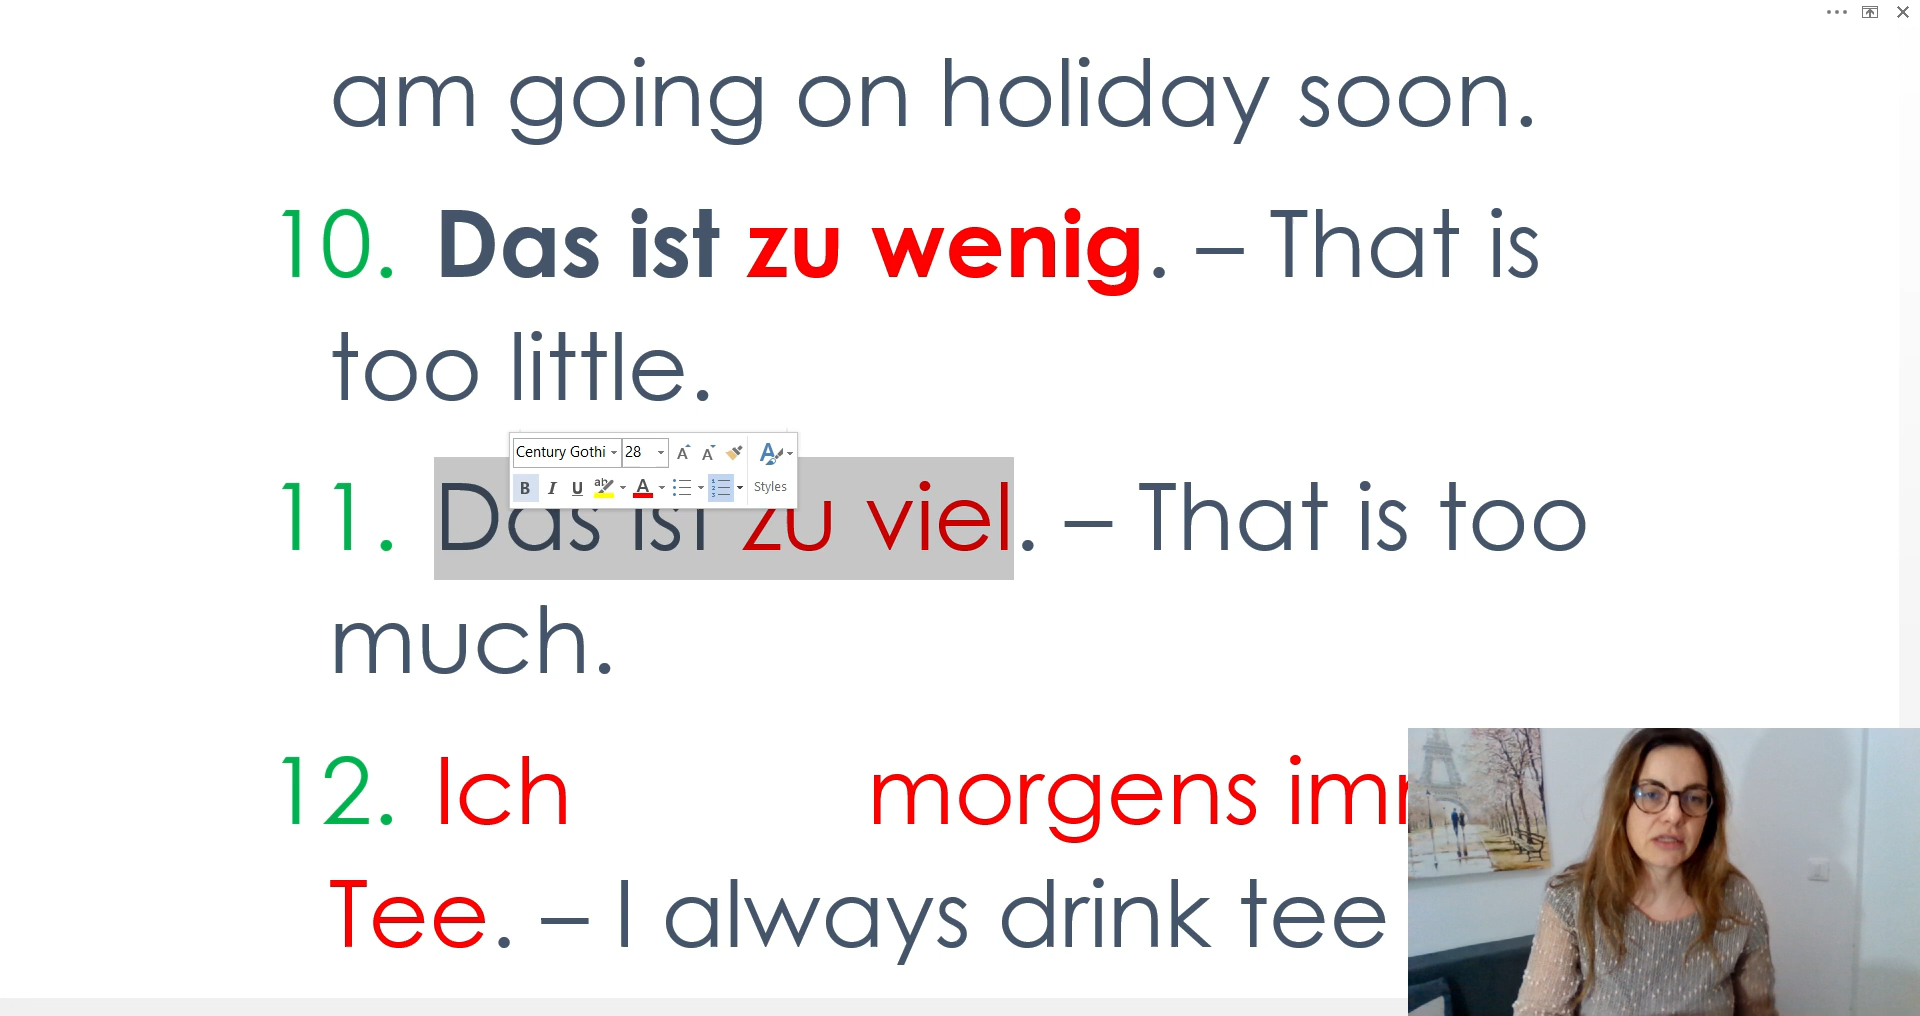 am going on holiday soon.
10. Das ist zu wenig. – That is
too little.
Century Gothi 28
Styles
11. Das ist zu viel. – That is too
much.
12. Ich morgens
Tee. – I always drink tee